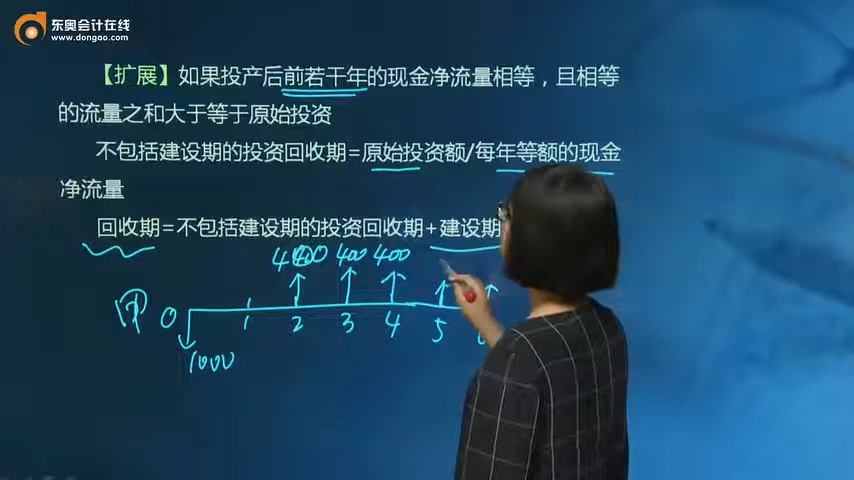 东奥会计在线
www.dongao.com
【扩展】如果投产后前若干年的现金净流量相等，且相等
的流量之和大于等于原始投资
不包括建设期的投资回收期=原始投资额/每年等额的现金
净流量
回收期=不包括建设期的投资回收期+建设期
400 400 400
0 1 2 3 4 5
1000